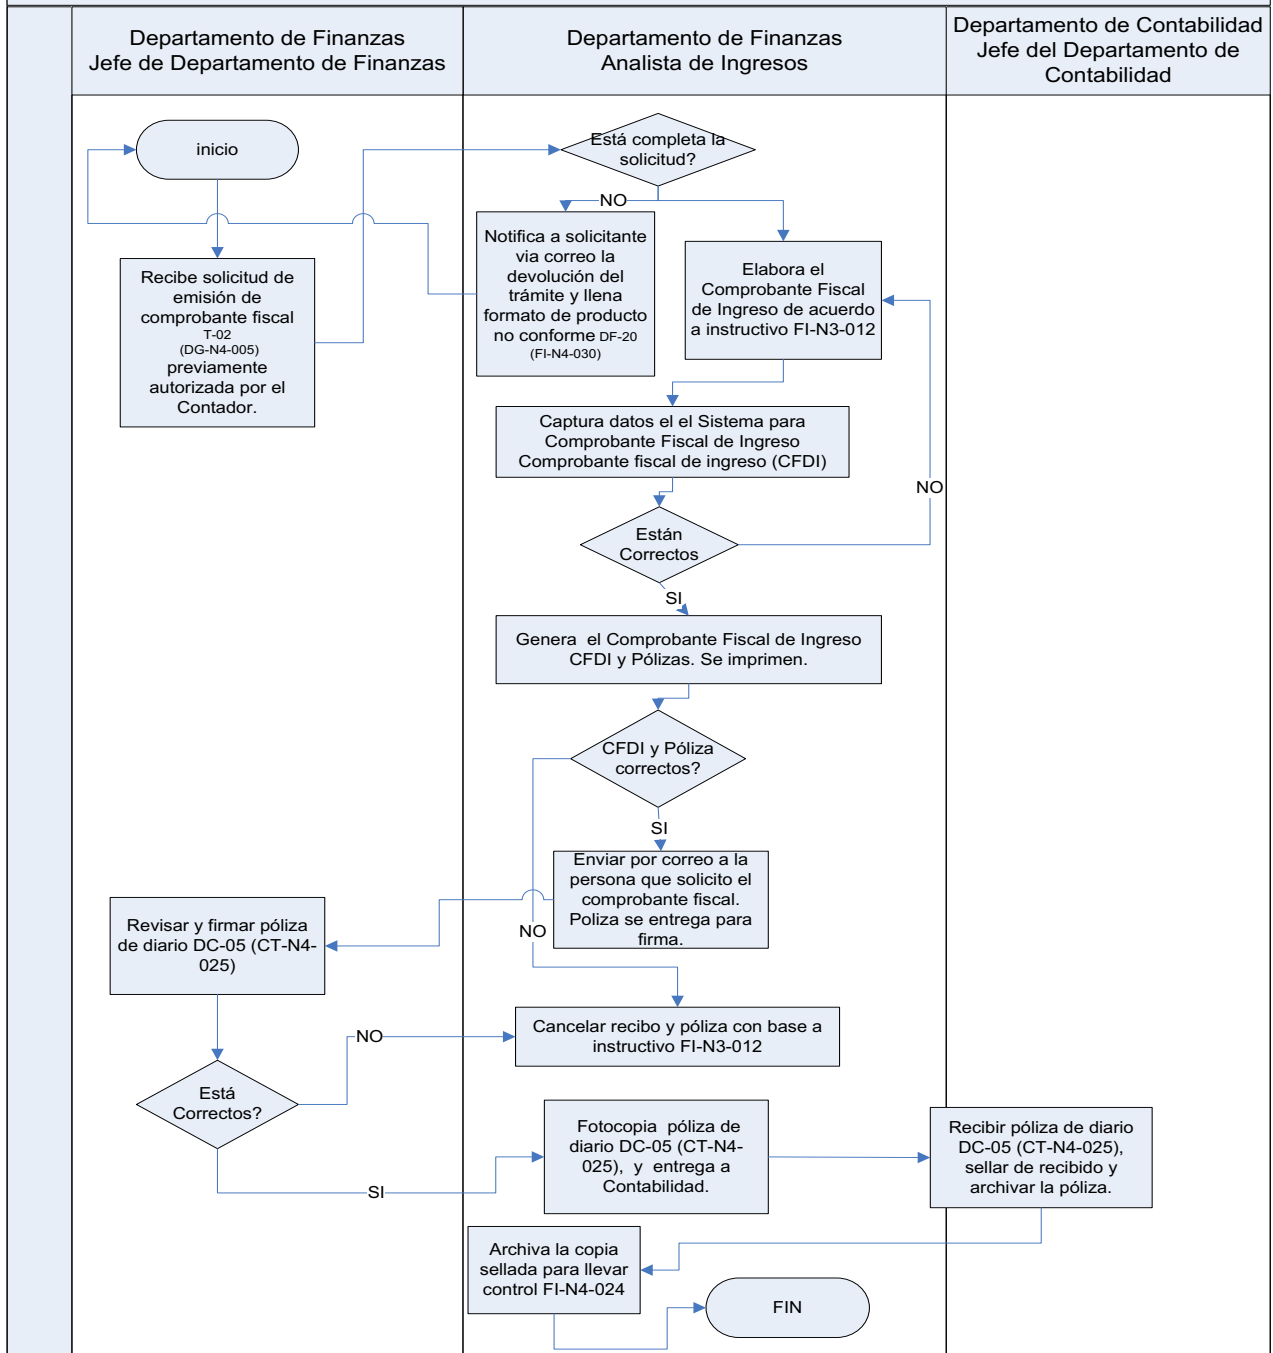 Departamento de Finanzas
Jefe de Departamento de Finanzas
Departamento de Finanzas
Analista de Ingresos
Departamento de Contabilidad
Jefe del Departamento de
Contabilidad
inicio
Está completa la
solicitud?
NO
Recibe solicitud de
emisión de
comprobante fiscal
T-02
(DG-N4-005)
previamente
autorizada por el
Contador.
Notifica a solicitante
via correo la
devolución del
trámite y llena
formato de producto
no conforme DF-20
(FI-N4-030)
Elabora el
Comprobante Fiscal
de Ingreso de acuerdo
a instructivo FI-N3-012
Captura datos el el Sistema para
Comprobante Fiscal de Ingreso
Comprobante fiscal de ingreso (CFDI)
NO
Están
Correctos
SI
Genera el Comprobante Fiscal de Ingreso
CFDI y Pólizas. Se imprimen.
CFDI y Póliza
correctos?
SI
Enviar por correo a la
persona que solicito el
comprobante fiscal.
Poliza se entrega para
firma.
NO
Revisar y firmar póliza
de diario DC-05 (CT-N4-
025)
NO
Cancelar recibo y póliza con base a
instructivo FI-N3-012
Está
Correctos?
SI
Fotocopia póliza de
diario DC-05 (CT-N4-
025), y entrega a
Contabilidad.
Recibir póliza de diario
DC-05 (CT-N4-025),
sellar de recibido y
archivar la póliza.
Archiva la copia
sellada para llevar
control FI-N4-024
FIN